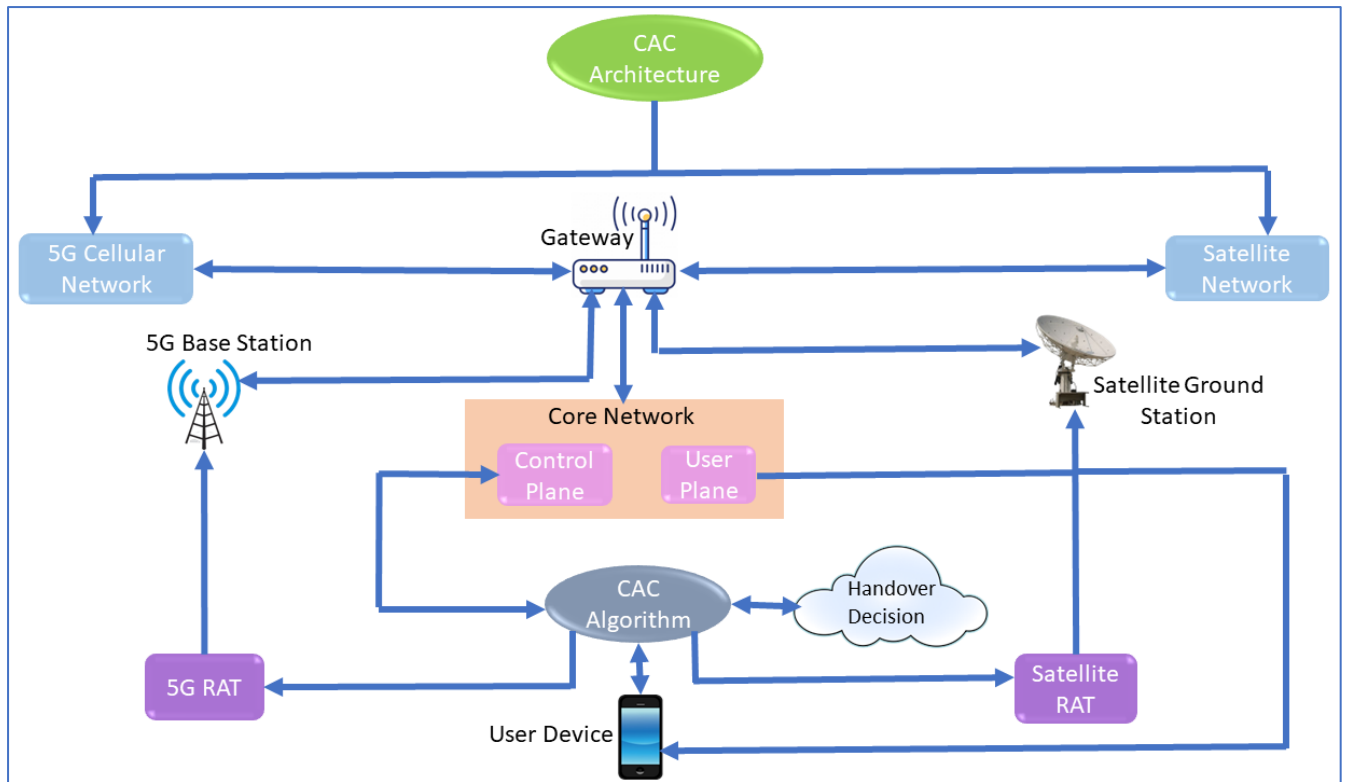 CAC
Architecture
Gateway
5G Cellular
Network
Satellite
Network
5G Base Station
Satellite Ground
Station
Core Network
Control
Plane
User
Plane
CAC
Algorithm
Handover
Decision
5G RAT
Satellite
RAT
User Device